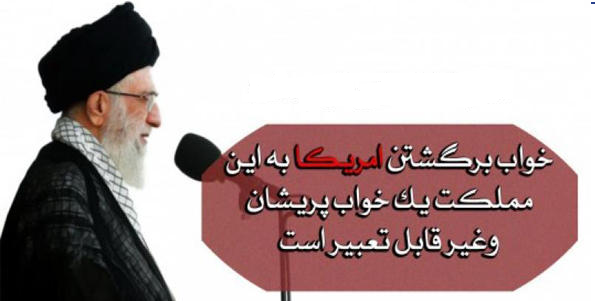 خواب برگشتن امریکا به این
مملکت یك خواب پریشان
وغیر قابل تعبیر است